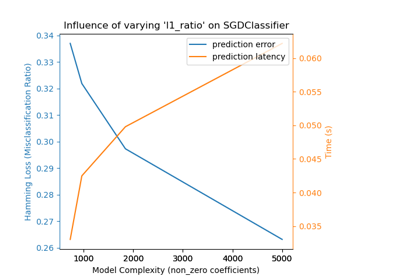 Influence of varying 'l1_ratio' on SGDClassifier
prediction error
prediction latency
0.34
0.33
0.32
0.31
0.30
0.29
0.28
0.27
0.26
Hamming Loss (Misclassification Ratio)
0.060
0.055
0.050
0.045
0.040
0.035
Time (s)
1000 2000 3000 4000 5000
Model Complexity (non_zero coefficients)